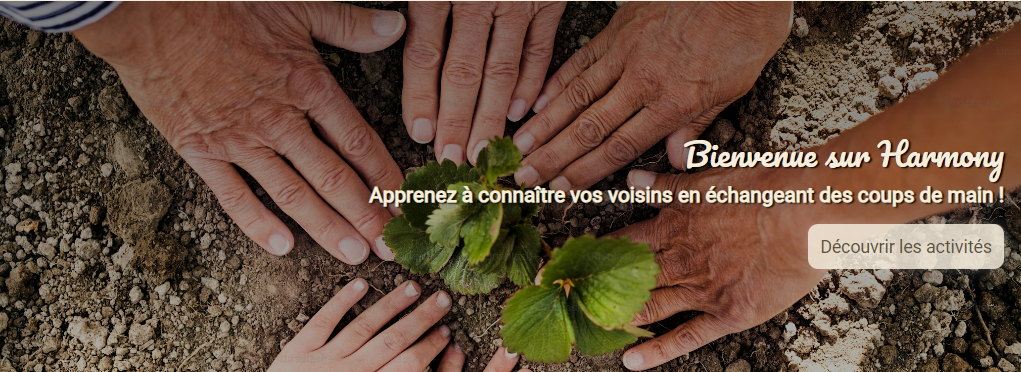 Bienvenue sur Harmony
Apprenez à connaître vos voisins en échangeant des coups de main !
Découvrir les activités